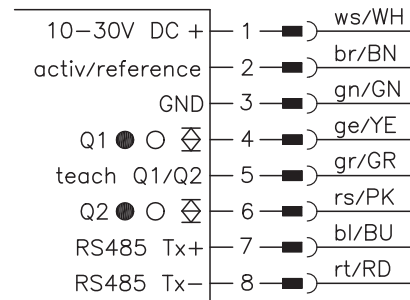 10-30V DC + 1 ws/WH
activ/reference 2 br/BN
GND 3 gn/GN
Q1 4 ge/YE
teach Q1/Q2 5 gr/GR
Q2 6 rs/PK
RS485 Tx+ 7 bl/BU
RS485 Tx- 8 rt/RD